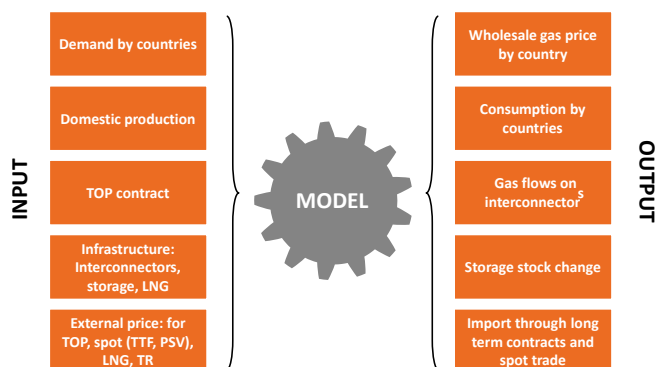 INPUT
Demand by countries
Domestic production
TOP contract
Infrastructure:
Interconnectors,
storage, LNG
External price: for
TOP, spot (TTF, PSV),
LNG, TR
MODEL
Wholesale gas price
by country
Consumption by
countries
Gas flows on
interconnectors
Storage stock change
Import through long
term contracts and
spot trade
OUTPUT